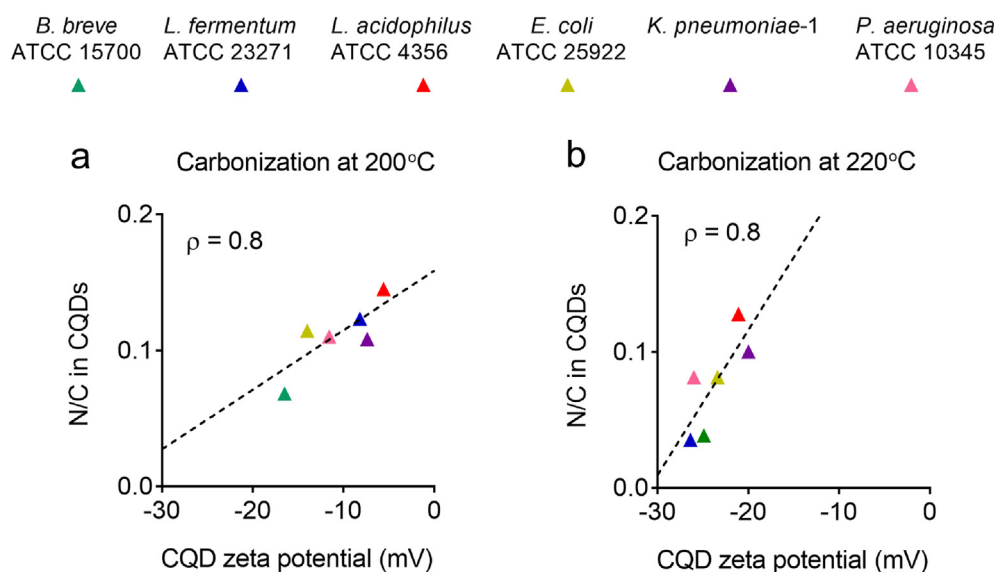 B. breve L. fermentum L. acidophilus E. coli K. pneumoniae-1 P. aeruginosa
ATCC 15700 ATCC 23271 ATCC 4356 ATCC 25922 ATCC 10345
a Carbonization at 200°C
b Carbonization at 220°C
0.2
ρ = 0.8
0.1
0.0
N/C in CQDs
-30 -20 -10 0
CQD zeta potential (mV)
0.2
ρ = 0.8
0.1
0.0
N/C in CQDs
-30 -20 -10 0
CQD zeta potential (mV)